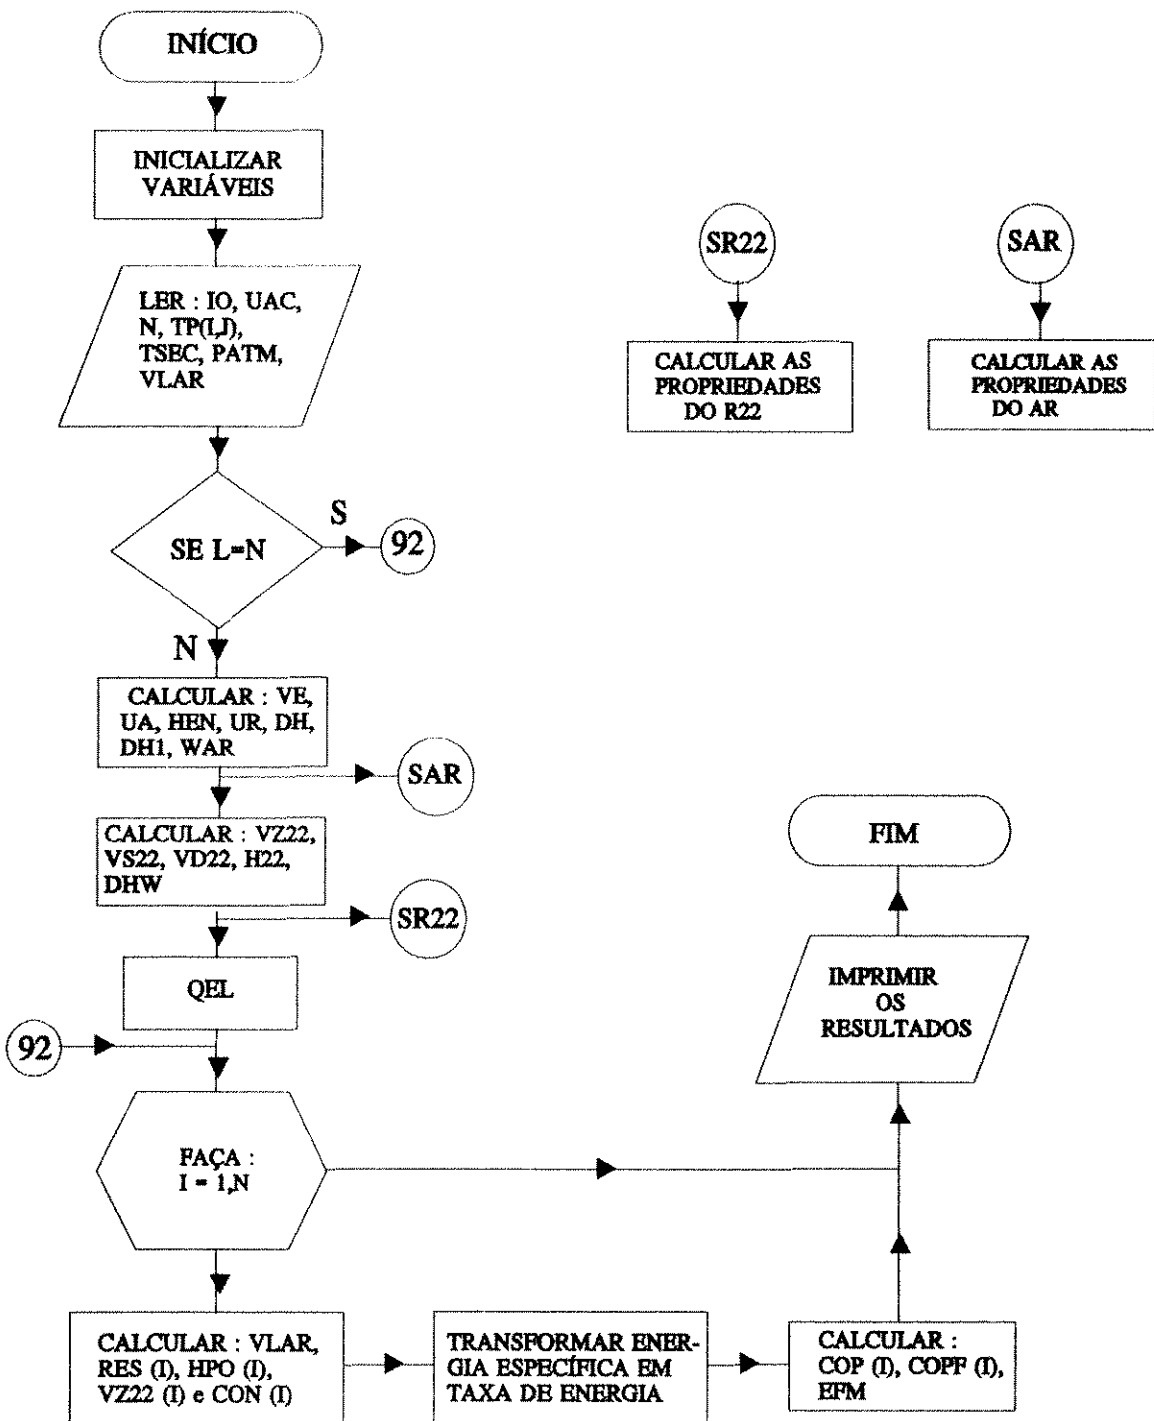 INÍCIO
INICIALIZAR
VARIÁVEIS
LER : IO, UAC,
N, TP(I,J),
TSEC, PATM,
VLAR
SE L=N
S
92
N
CALCULAR : VE,
UA, HEN, UR, DH,
DH1, WAR
SAR
CALCULAR : VZ22,
VS22, VD22, H22,
DHW
SR22
QEL
92
FAÇA :
I = 1,N
CALCULAR : VLAR,
RES (I), HPO (I),
VZ22 (I) e CON (I)
TRANSFORMAR ENER-
GIA ESPECÍFICA EM
TAXA DE ENERGIA
CALCULAR :
COP (I), COPF (I),
EFM
IMPRIMIR
OS
RESULTADOS
FIM
SR22
CALCULAR AS
PROPRIEDADES
DO R22
SAR
CALCULAR AS
PROPRIEDADES
DO AR